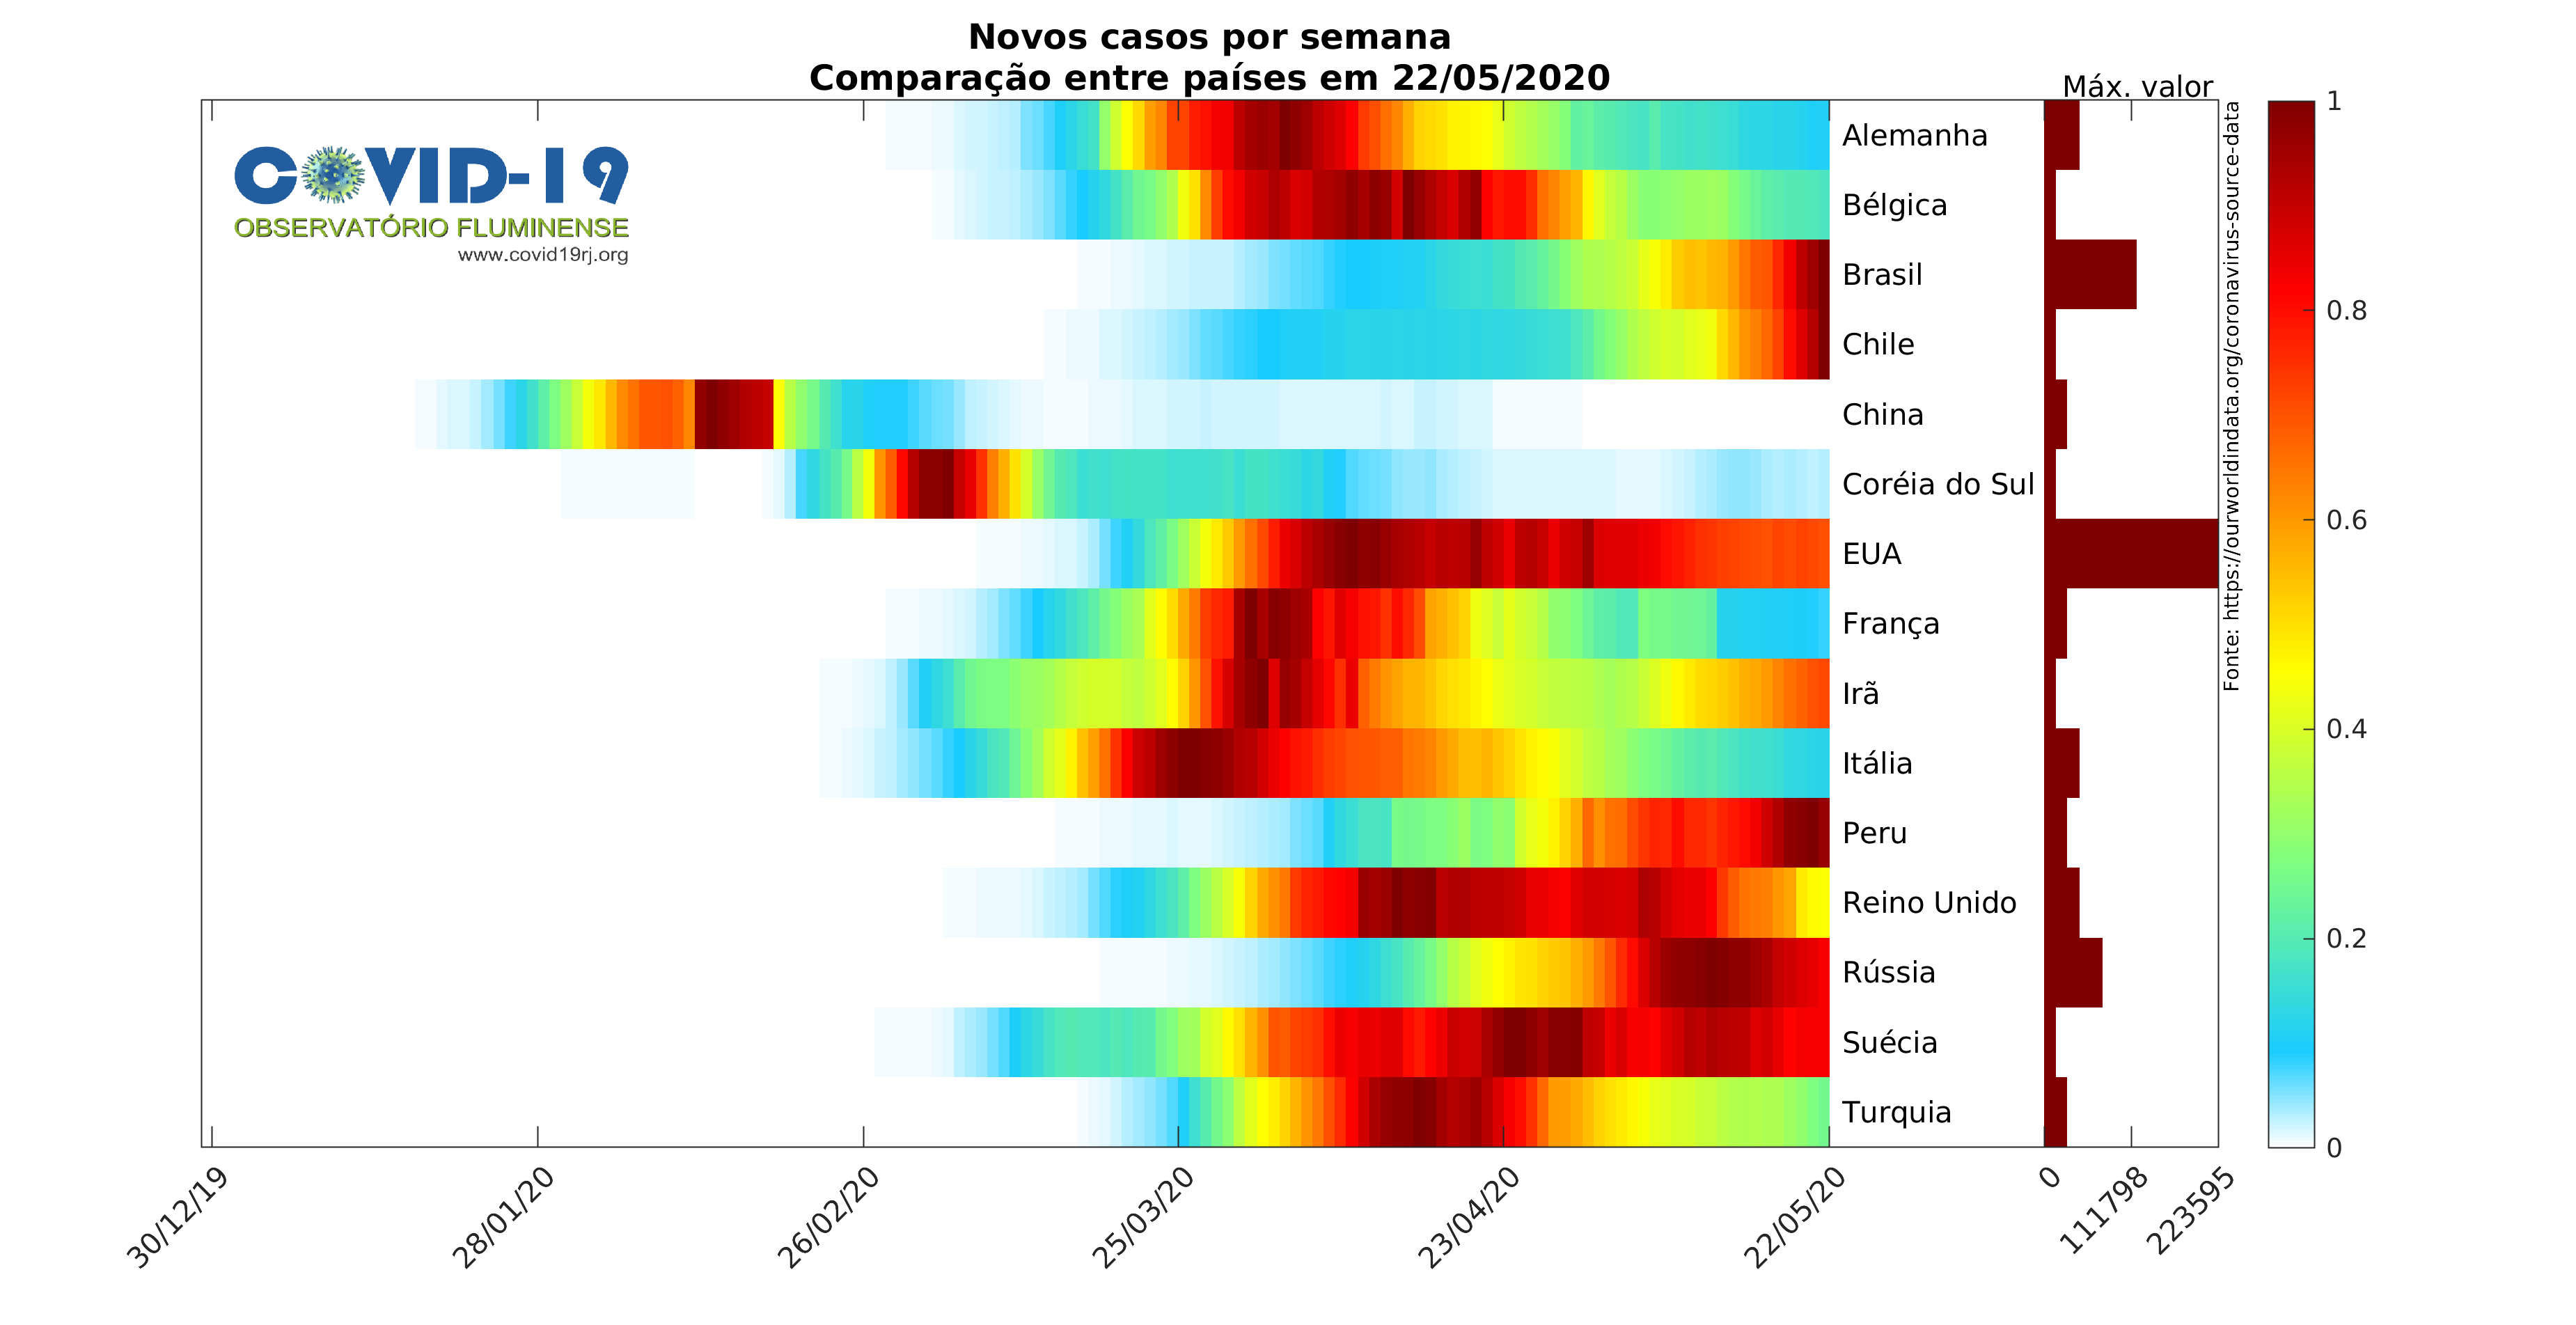 Novos casos por semana
Comparação entre países em 22/05/2020
Máx. valor
COVID-19
OBSERVATÓRIO FLUMINENSE
www.covid19rj.org
Alemanha
Bélgica
Brasil
Chile
China
Coréia do Sul
EUA
França
Irã
Itália
Peru
Reino Unido
Rússia
Suécia
Turquia
Fonte: https://ourworldindata.org/coronavirus-source-data
1
0.8
0.6
0.4
0.2
0
30/12/19
28/01/20
26/02/20
25/03/20
23/04/20
22/05/20
0
111798
223595